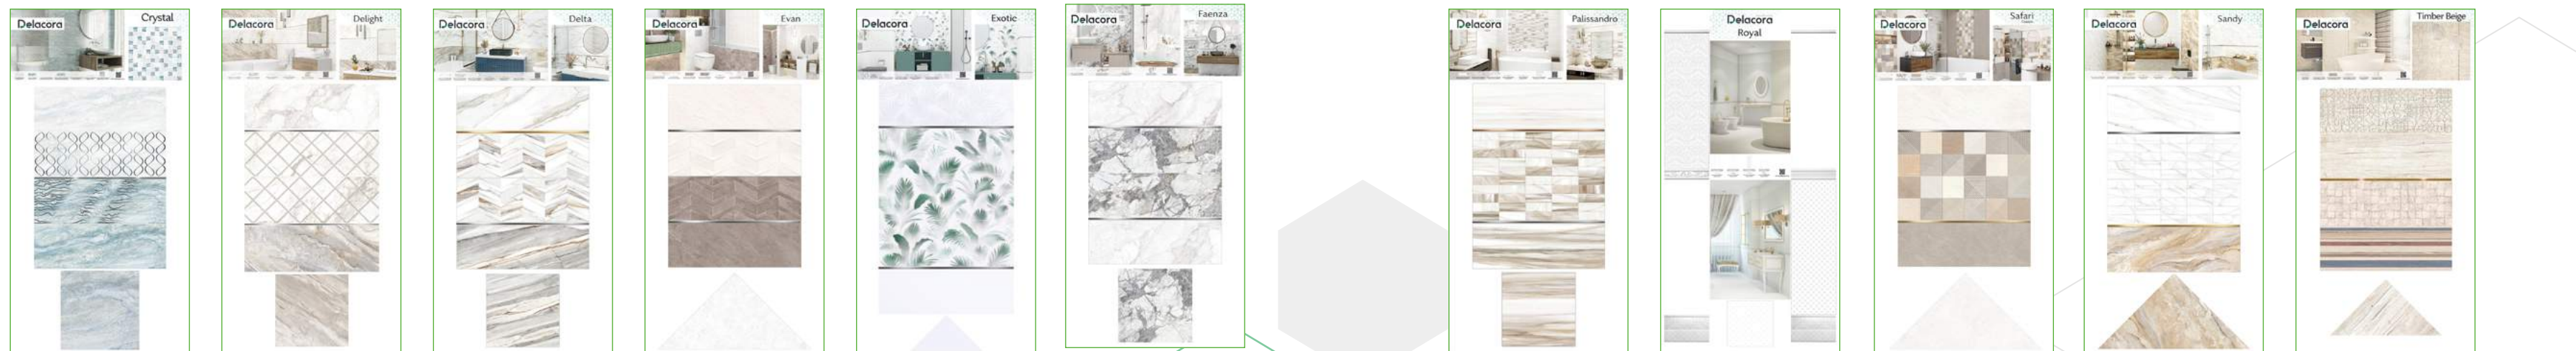 Delacora
Crystal
Delacora
Delight
Delacora
Delta
Delacora
Evan
Delacora
Exotic
Delacora
Faenza
Delacora
Palissandro
Delacora
Royal
Delacora
Safari
Delacora
Sandy
Delacora
Timber Beige